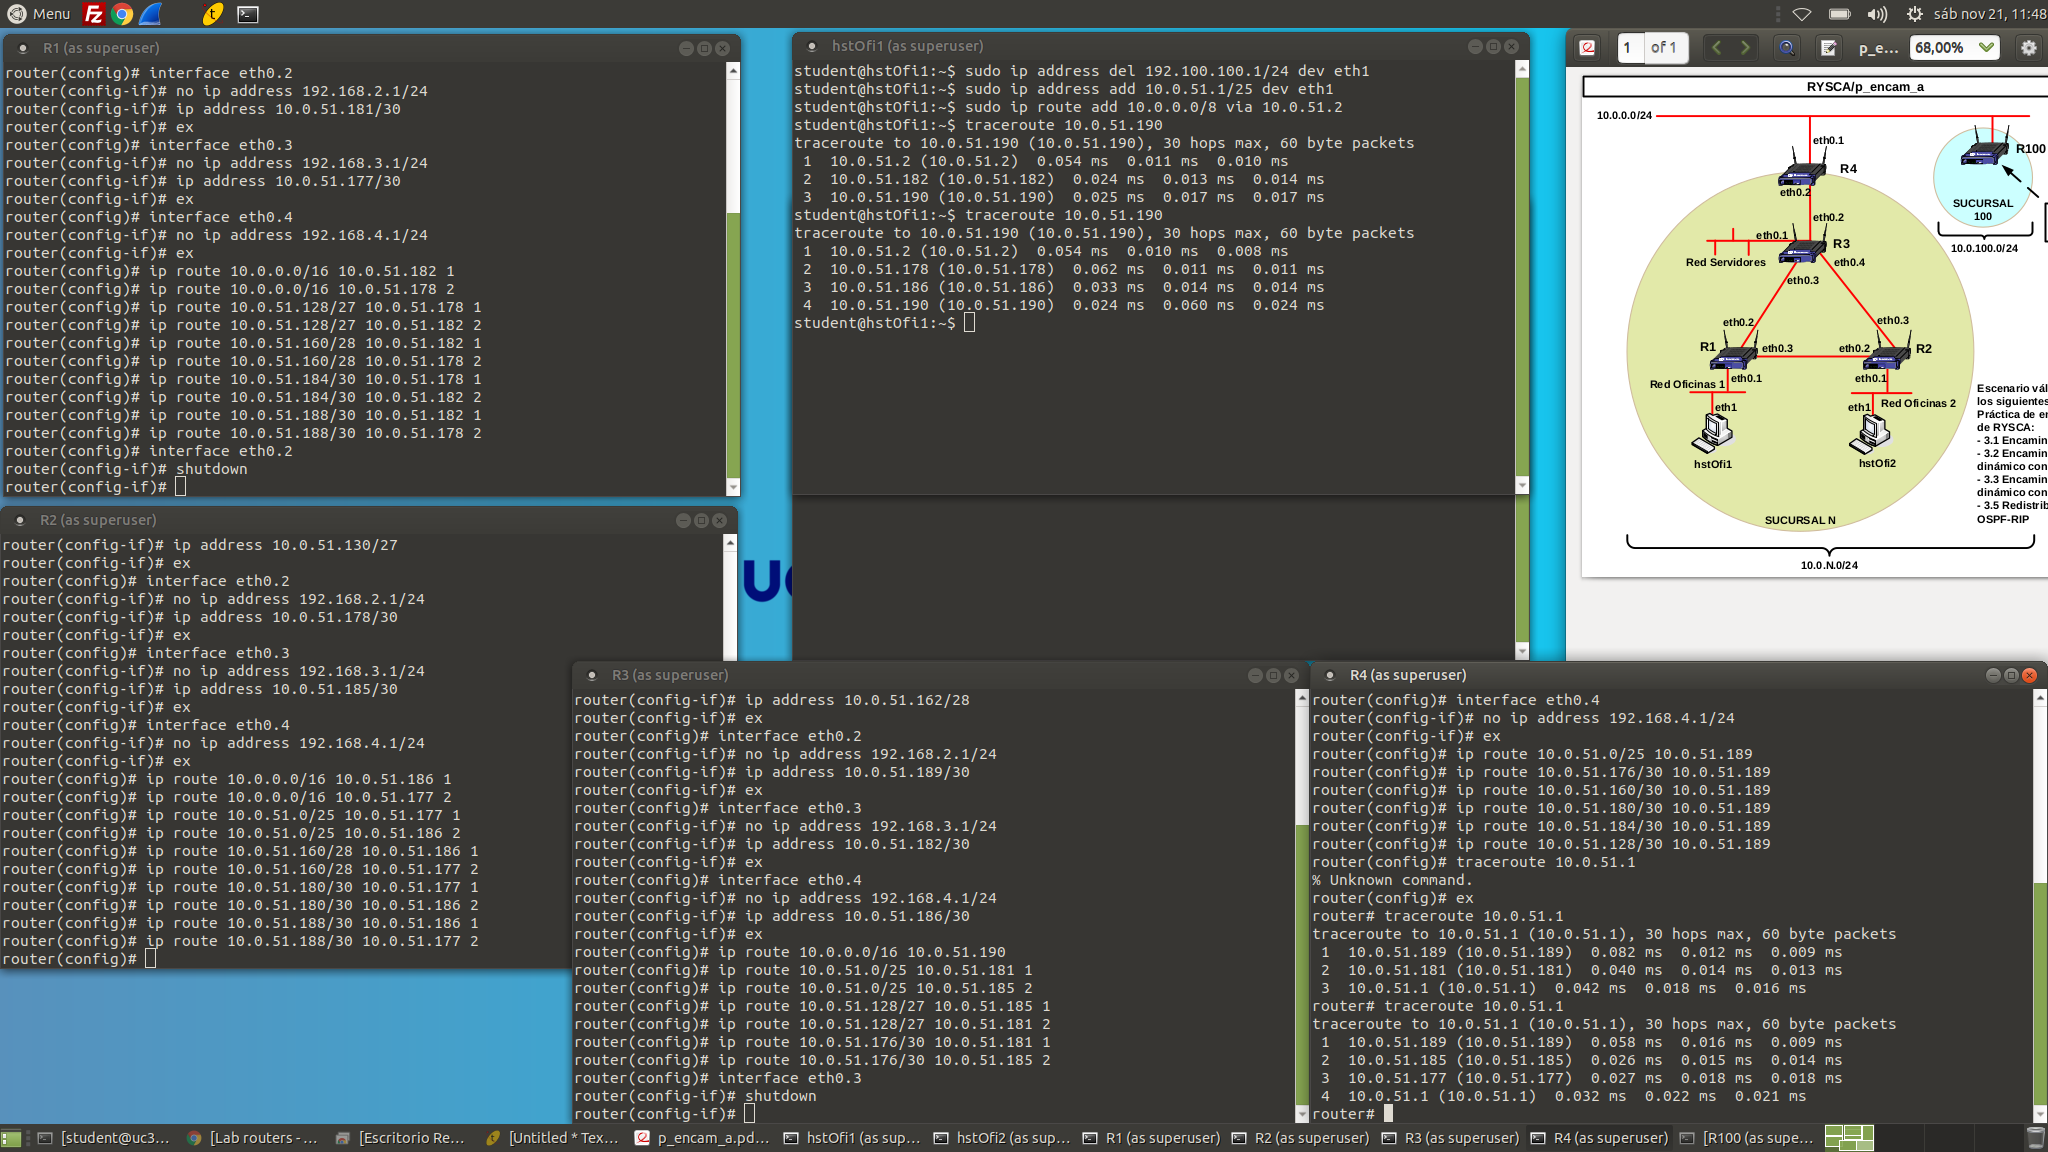 Menu
sáb nov 21, 11:48
R1 (as superuser)
router(config)# interface eth0.2
router(config-if)# no ip address 192.168.2.1/24
router(config-if)# ip address 10.0.51.181/30
router(config-if)# ex
router(config)# interface eth0.3
router(config-if)# no ip address 192.168.3.1/24
router(config-if)# ip address 10.0.51.177/30
router(config-if)# ex
router(config)# interface eth0.4
router(config-if)# no ip address 192.168.4.1/24
router(config-if)# ex
router(config)# ip route 10.0.0.0/16 10.0.51.182 1
router(config)# ip route 10.0.0.0/16 10.0.51.178 2
router(config)# ip route 10.0.51.128/27 10.0.51.178 1
router(config)# ip route 10.0.51.128/27 10.0.51.182 2
router(config)# ip route 10.0.51.160/28 10.0.51.182 1
router(config)# ip route 10.0.51.160/28 10.0.51.178 2
router(config)# ip route 10.0.51.184/30 10.0.51.178 1
router(config)# ip route 10.0.51.184/30 10.0.51.182 2
router(config)# ip route 10.0.51.188/30 10.0.51.182 1
router(config)# ip route 10.0.51.188/30 10.0.51.178 2
router(config)# interface eth0.2
router(config-if)# shutdown
router(config-if)#
hstOfi1 (as superuser)
student@hstOfi1:~$ sudo ip address del 192.100.100.1/24 dev eth1
student@hstOfi1:~$ sudo ip address add 10.0.51.1/25 dev eth1
student@hstOfi1:~$ sudo ip route add 10.0.0.0/8 via 10.0.51.2
student@hstOfi1:~$ traceroute 10.0.51.190
traceroute to 10.0.51.190 (10.0.51.190), 30 hops max, 60 byte packets
1 10.0.51.2 (10.0.51.2) 0.054 ms 0.011 ms 0.010 ms
2 10.0.51.182 (10.0.51.182) 0.024 ms 0.013 ms 0.014 ms
3 10.0.51.190 (10.0.51.190) 0.025 ms 0.017 ms 0.017 ms
student@hstOfi1:~$ traceroute 10.0.51.190
traceroute to 10.0.51.190 (10.0.51.190), 30 hops max, 60 byte packets
1 10.0.51.2 (10.0.51.2) 0.054 ms 0.010 ms 0.008 ms
2 10.0.51.178 (10.0.51.178) 0.062 ms 0.011 ms 0.011 ms
3 10.0.51.186 (10.0.51.186) 0.033 ms 0.014 ms 0.014 ms
4 10.0.51.190 (10.0.51.190) 0.024 ms 0.060 ms 0.024 ms
student@hstOfi1:~$
1 of 1 p_e... 68,00%
RYSCA/p_encam_a
10.0.0.0/24
eth0.1
R100
R4
eth0.2
SUCURSAL
100
eth0.2
eth0.1
R3
10.0.100.0/24
Red Servidores
eth0.4
eth0.3
eth0.2
eth0.3
R1
eth0.3
eth0.2
R2
Red Oficinas 1
eth0.1
eth0.1
Red Oficinas 2
eth1
eth1
hstOfi1
hstOfi2
Escenario vál
los siguientes
Práctica de en
de RYSCA:
- 3.1 Encamin
- 3.2 Encamin
dinámico con
- 3.3 Encamin
dinámico con
- 3.5 Redistrib
OSPF-RIP
SUCURSAL N
10.0.N.0/24
R2 (as superuser)
router(config-if)# ip address 10.0.51.130/27
router(config-if)# ex
router(config)# interface eth0.2
router(config-if)# no ip address 192.168.2.1/24
router(config-if)# ip address 10.0.51.178/30
router(config-if)# ex
router(config)# interface eth0.3
router(config-if)# no ip address 192.168.3.1/24
router(config-if)# ip address 10.0.51.185/30
router(config-if)# ex
router(config)# interface eth0.4
router(config-if)# no ip address 192.168.4.1/24
router(config-if)# ex
router(config)# ip route 10.0.0.0/16 10.0.51.186 1
router(config)# ip route 10.0.0.0/16 10.0.51.177 2
router(config)# ip route 10.0.51.0/25 10.0.51.177 1
router(config)# ip route 10.0.51.0/25 10.0.51.186 2
router(config)# ip route 10.0.51.160/28 10.0.51.186 1
router(config)# ip route 10.0.51.160/28 10.0.51.177 2
router(config)# ip route 10.0.51.180/30 10.0.51.177 1
router(config)# ip route 10.0.51.180/30 10.0.51.186 2
router(config)# ip route 10.0.51.188/30 10.0.51.186 1
router(config)# ip route 10.0.51.188/30 10.0.51.177 2
router(config)#
R3 (as superuser)
router(config-if)# ip address 10.0.51.162/28
router(config-if)# ex
router(config)# interface eth0.2
router(config-if)# no ip address 192.168.2.1/24
router(config-if)# ip address 10.0.51.189/30
router(config-if)# ex
router(config)# interface eth0.3
router(config-if)# no ip address 192.168.3.1/24
router(config-if)# ip address 10.0.51.182/30
router(config-if)# ex
router(config)# interface eth0.4
router(config-if)# no ip address 192.168.4.1/24
router(config-if)# ip address 10.0.51.186/30
router(config-if)# ex
router(config)# ip route 10.0.0.0/16 10.0.51.190
router(config)# ip route 10.0.51.0/25 10.0.51.181 1
router(config)# ip route 10.0.51.0/25 10.0.51.185 2
router(config)# ip route 10.0.51.128/27 10.0.51.185 1
router(config)# ip route 10.0.51.128/27 10.0.51.181 2
router(config)# ip route 10.0.51.176/30 10.0.51.181 1
router(config)# ip route 10.0.51.176/30 10.0.51.185 2
router(config)# interface eth0.3
router(config-if)# shutdown
router(config-if)#
R4 (as superuser)
router(config)# interface eth0.4
router(config-if)# no ip address 192.168.4.1/24
router(config-if)# ex
router(config)# ip route 10.0.51.0/25 10.0.51.189
router(config)# ip route 10.0.51.176/30 10.0.51.189
router(config)# ip route 10.0.51.160/30 10.0.51.189
router(config)# ip route 10.0.51.180/30 10.0.51.189
router(config)# ip route 10.0.51.184/30 10.0.51.189
router(config)# ip route 10.0.51.128/30 10.0.51.189
router(config)# traceroute 10.0.51.1
% Unknown command.
router(config)# ex
router# traceroute 10.0.51.1
traceroute to 10.0.51.1 (10.0.51.1), 30 hops max, 60 byte packets
1 10.0.51.189 (10.0.51.189) 0.082 ms 0.012 ms 0.009 ms
2 10.0.51.181 (10.0.51.181) 0.040 ms 0.014 ms 0.013 ms
3 10.0.51.1 (10.0.51.1) 0.042 ms 0.018 ms 0.016 ms
router# traceroute 10.0.51.1
traceroute to 10.0.51.1 (10.0.51.1), 30 hops max, 60 byte packets
1 10.0.51.189 (10.0.51.189) 0.058 ms 0.016 ms 0.009 ms
2 10.0.51.185 (10.0.51.185) 0.026 ms 0.015 ms 0.014 ms
3 10.0.51.177 (10.0.51.177) 0.027 ms 0.018 ms 0.018 ms
4 10.0.51.1 (10.0.51.1) 0.032 ms 0.022 ms 0.021 ms
router#
[student@uc3... [Lab routers - ... [Escritorio Re... [Untitled * Tex... p_encam_a.pd... hstOfi1 (as sup... hstOfi2 (as sup... R1 (as superuser) R2 (as superuser) R3 (as superuser) R4 (as superuser) [R100 (as supe...